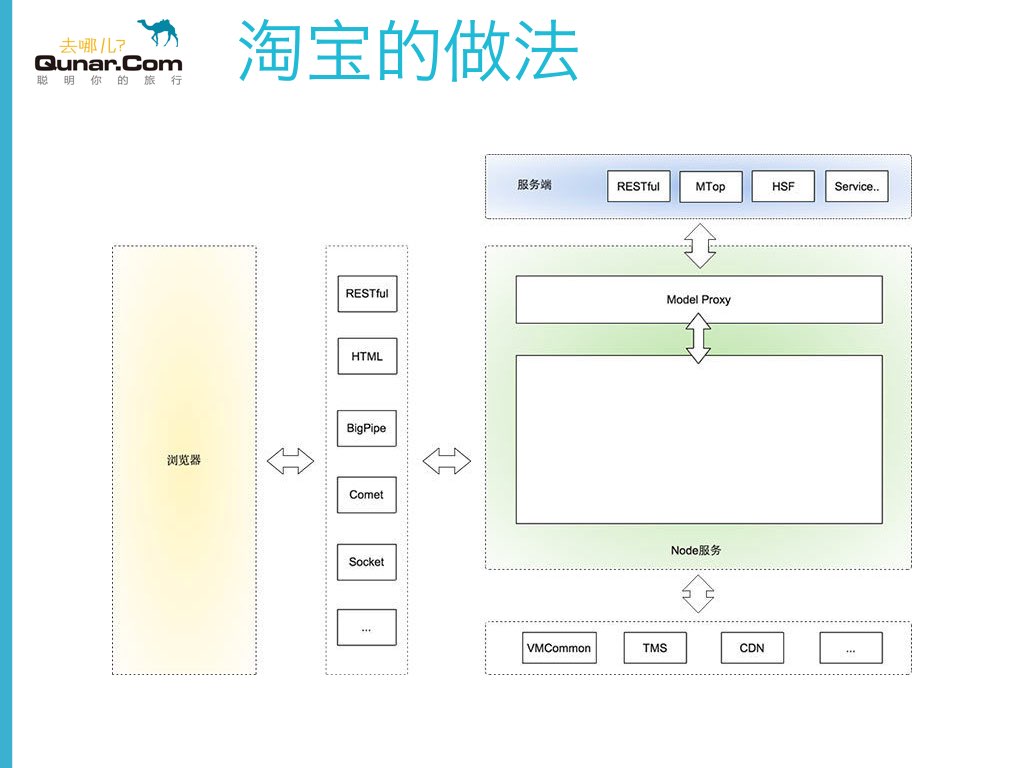 去哪儿?
Qunar.Com
聪明你的旅行
淘宝的做法
服务端
RESTful
MTop
HSF
Service..
RESTful
HTML
BigPipe
Comet
Socket
...
浏览器
Model Proxy
Node服务
VMCommon
TMS
CDN
...